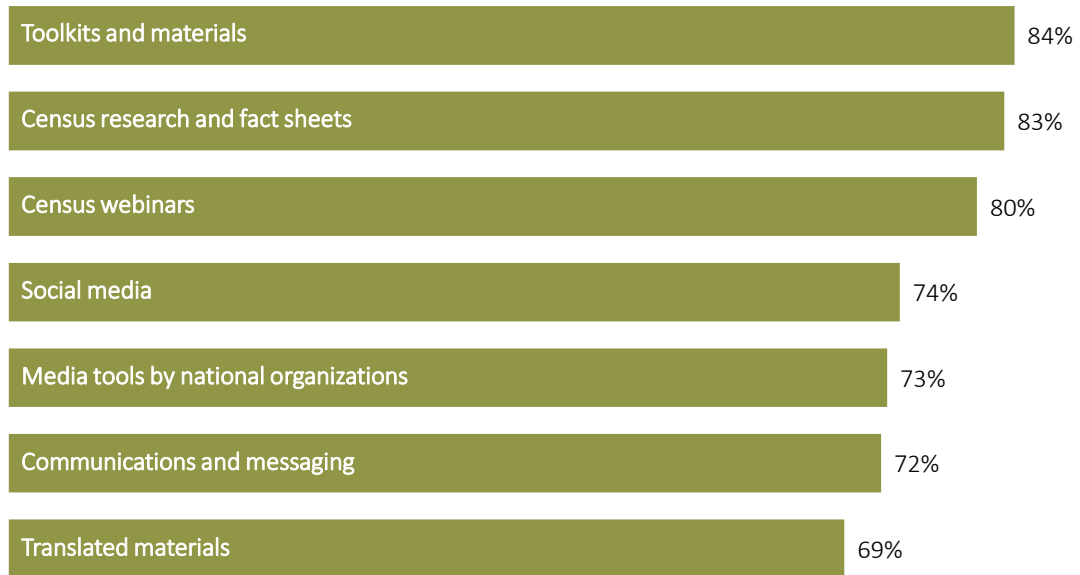 Toolkits and materials 84%
Census research and fact sheets 83%
Census webinars 80%
Social media 74%
Media tools by national organizations 73%
Communications and messaging 72%
Translated materials 69%